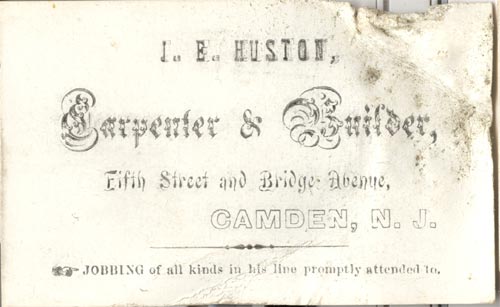 J. E. HUSTON,
Carpenter & Builder,
Fifth Street and Bridge Avenue,
CAMDEN, N. J.
☛ JOBBING of all kinds in his line promptly attended to.